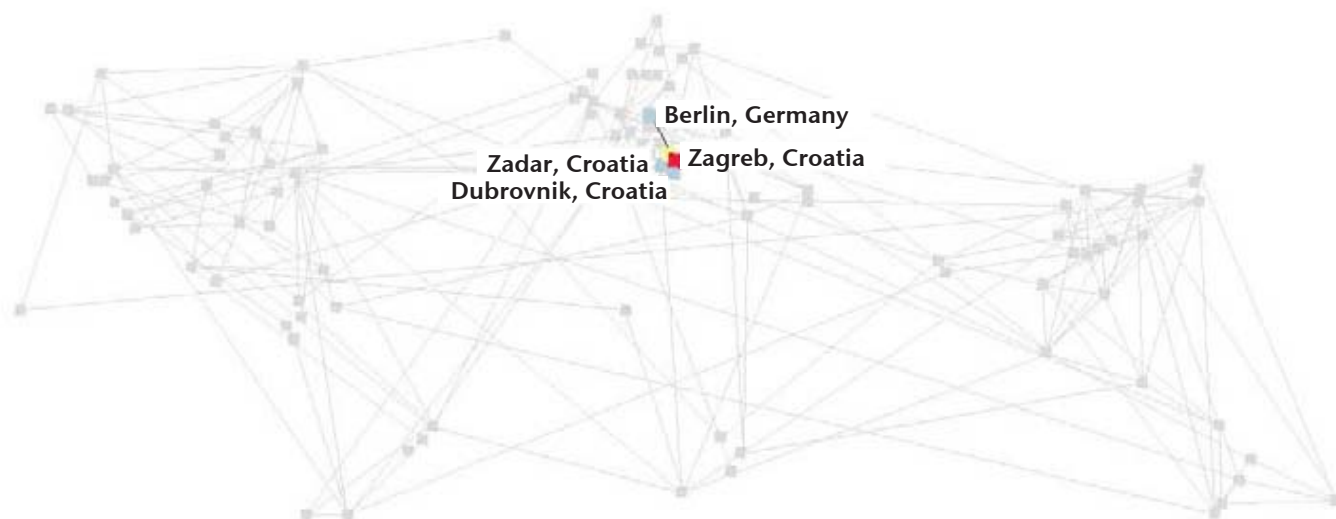 Berlin, Germany
Zadar, Croatia
Zagreb, Croatia
Dubrovnik, Croatia